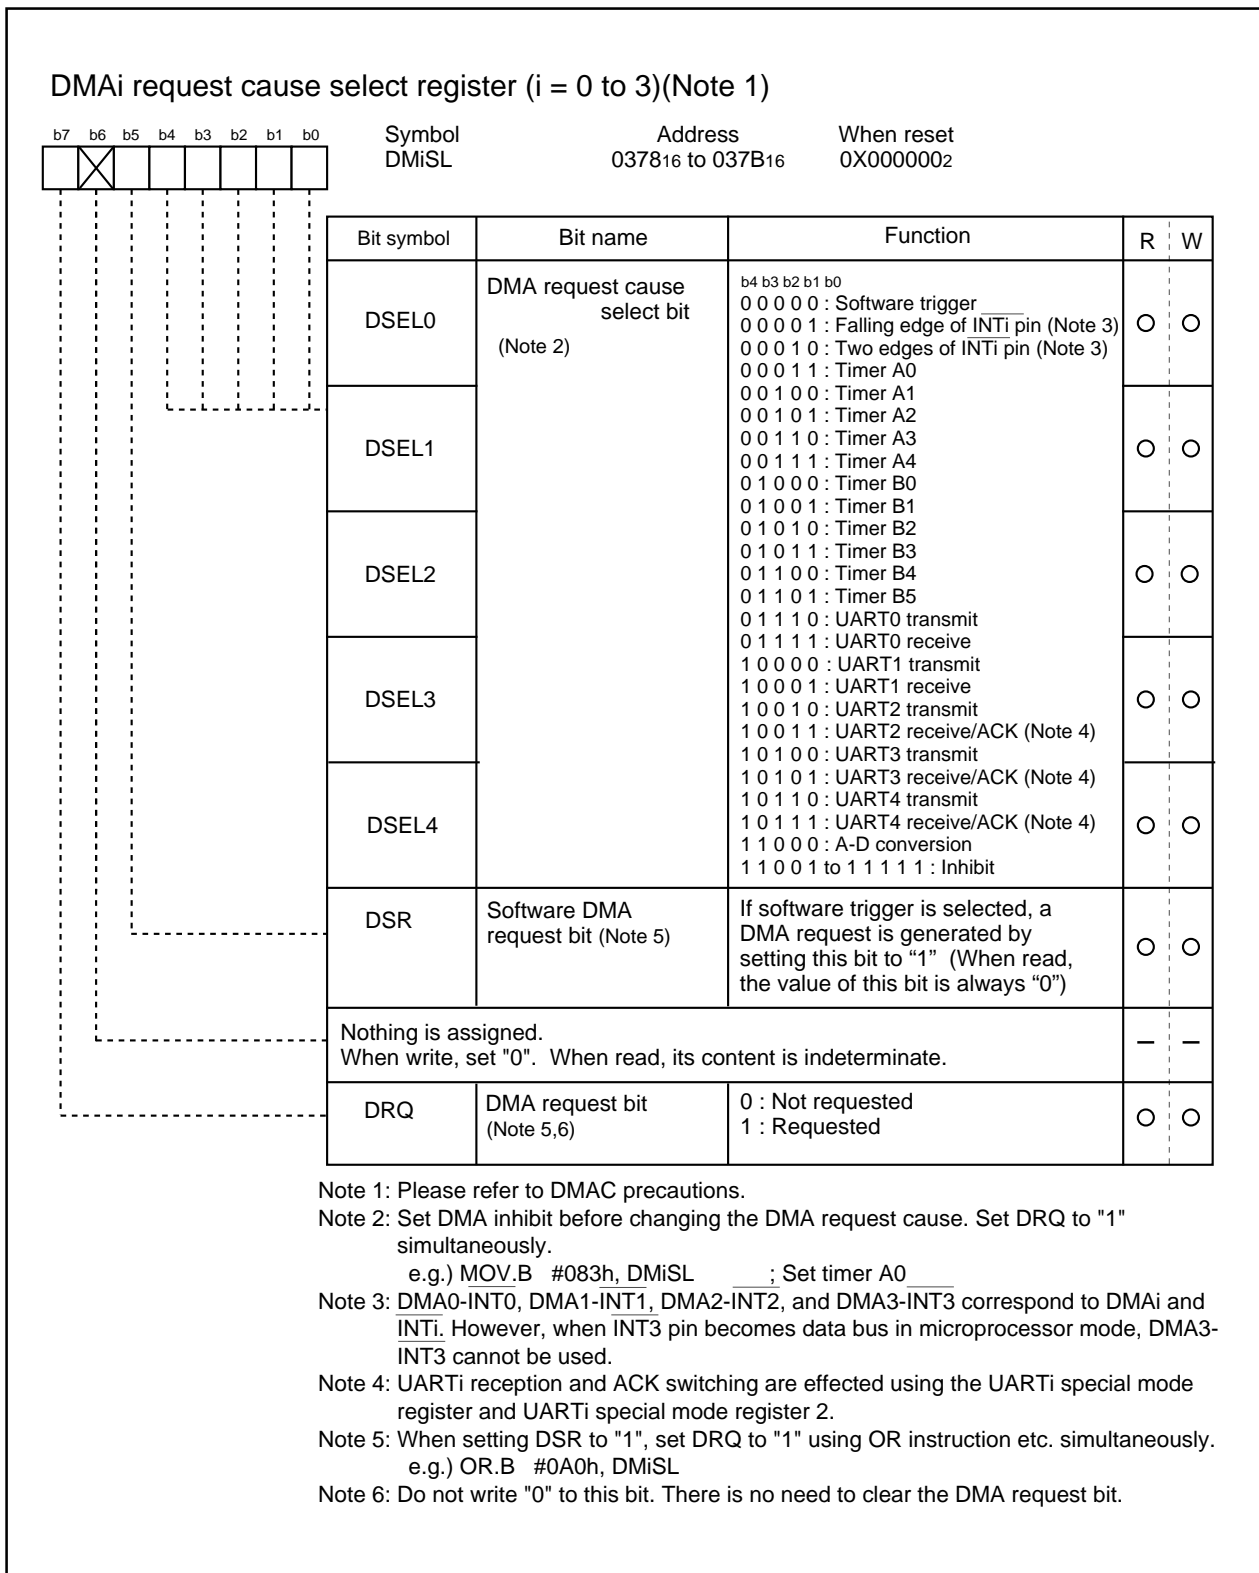 DMAi request cause select register (i = 0 to 3)(Note 1)
b7 b6 b5 b4 b3 b2 b1 b0
Symbol Address When reset
DMiSL 037816 to 037B16 0X0000002
Bit symbol Bit name Function R W
DSEL0
DMA request cause
select bit
(Note 2)
b4 b3 b2 b1 b0
0 0 0 0 0 : Software trigger
0 0 0 0 1 : Falling edge of INTi pin (Note 3)
0 0 0 1 0 : Two edges of INTi pin (Note 3)
0 0 0 1 1 : Timer A0
0 0 1 0 0 : Timer A1
0 0 1 0 1 : Timer A2
0 0 1 1 0 : Timer A3
0 0 1 1 1 : Timer A4
0 1 0 0 0 : Timer B0
0 1 0 0 1 : Timer B1
0 1 0 1 0 : Timer B2
0 1 0 1 1 : Timer B3
0 1 1 0 0 : Timer B4
0 1 1 0 1 : Timer B5
0 1 1 1 0 : UART0 transmit
0 1 1 1 1 : UART0 receive
1 0 0 0 0 : UART1 transmit
1 0 0 0 1 : UART1 receive
1 0 0 1 0 : UART2 transmit
1 0 0 1 1 : UART2 receive/ACK (Note 4)
1 0 1 0 0 : UART3 transmit
1 0 1 0 1 : UART3 receive/ACK (Note 4)
1 0 1 1 0 : UART4 transmit
1 0 1 1 1 : UART4 receive/ACK (Note 4)
1 1 0 0 0 : A-D conversion
1 1 0 0 1 to 1 1 1 1 1 : Inhibit
DSEL1
DSEL2
DSEL3
DSEL4
DSR
Software DMA
request bit (Note 5)
If software trigger is selected, a
DMA request is generated by
setting this bit to “1” (When read,
the value of this bit is always “0”)
Nothing is assigned.
When write, set "0". When read, its content is indeterminate.
– –
DRQ
DMA request bit
(Note 5,6)
0 : Not requested
1 : Requested
Note 1: Please refer to DMAC precautions.
Note 2: Set DMA inhibit before changing the DMA request cause. Set DRQ to "1"
simultaneously.
e.g.) MOV.B #083h, DMiSL ; Set timer A0
Note 3: DMA0-INT0, DMA1-INT1, DMA2-INT2, and DMA3-INT3 correspond to DMAi and
INTi. However, when INT3 pin becomes data bus in microprocessor mode, DMA3-
INT3 cannot be used.
Note 4: UARTi reception and ACK switching are effected using the UARTi special mode
register and UARTi special mode register 2.
Note 5: When setting DSR to "1", set DRQ to "1" using OR instruction etc. simultaneously.
e.g.) OR.B #0A0h, DMiSL
Note 6: Do not write "0" to this bit. There is no need to clear the DMA request bit.